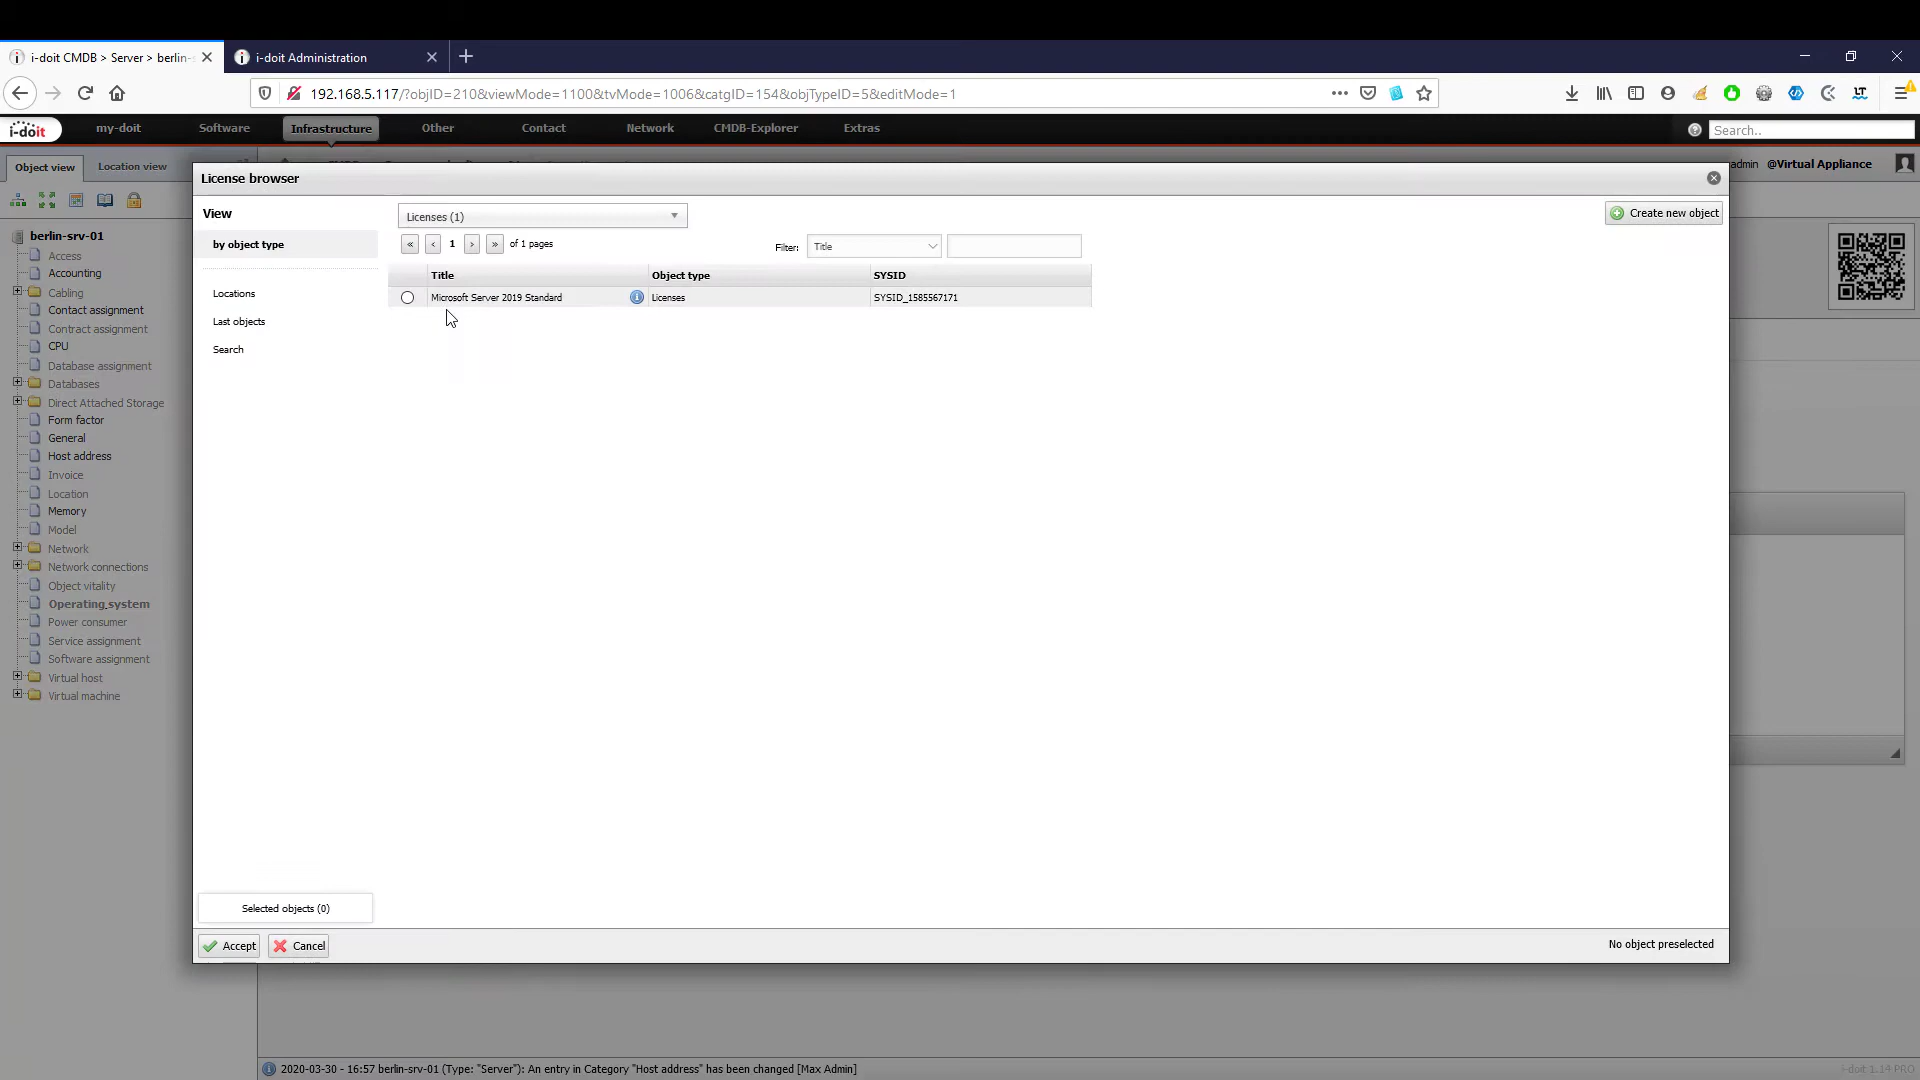 i-doit CMDB > Server > berlin-
i-doit Administration
192.168.5.117/?objID=210&viewMode=1100&tvMode=1006&catgID=154&objTypeID=5&editMode=1
i-doit
my-doit
Software
Infrastructure
Other
Contact
Network
CMDB-Explorer
Extras
Search..
Object view
Location view
admin @Virtual Appliance
License browser
View
by object type
Locations
Last objects
Search
Licenses (1)
Create new object
« ‹ 1 › » of 1 pages
Filter: Title
Title Object type SYSID
Microsoft Server 2019 Standard Licenses SYSID_1585567171
berlin-srv-01
Access
Accounting
Cabling
Contact assignment
Contract assignment
CPU
Database assignment
Databases
Direct Attached Storage
Form factor
General
Host address
Invoice
Location
Memory
Model
Network
Network connections
Object vitality
Operating system
Power consumer
Service assignment
Software assignment
Virtual host
Virtual machine
Selected objects (0)
Accept
Cancel
No object preselected
2020-03-30 - 16:57 berlin-srv-01 (Type: "Server"): An entry in Category "Host address" has been changed [Max Admin]
i-doit 1.14 PRO